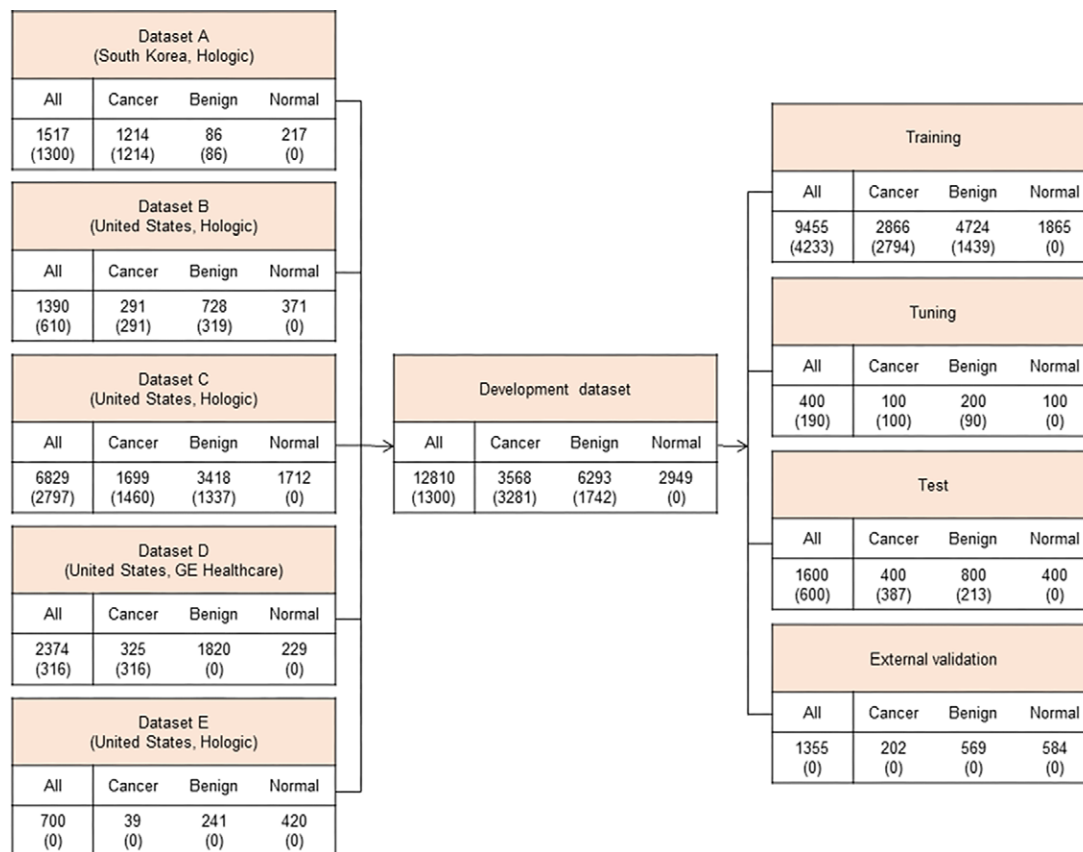 Dataset A
(South Korea, Hologic)
All Cancer Benign Normal
1517 1214 86 217
(1300) (1214) (86) (0)
Dataset B
(United States, Hologic)
All Cancer Benign Normal
1390 291 728 371
(610) (291) (319) (0)
Dataset C
(United States, Hologic)
All Cancer Benign Normal
6829 1699 3418 1712
(2797) (1460) (1337) (0)
Dataset D
(United States, GE Healthcare)
All Cancer Benign Normal
2374 325 1820 229
(316) (316) (0) (0)
Dataset E
(United States, Hologic)
All Cancer Benign Normal
700 39 241 420
(0) (0) (0) (0)
Development dataset
All Cancer Benign Normal
12810 3568 6293 2949
(1300) (3281) (1742) (0)
Training
All Cancer Benign Normal
9455 2866 4724 1865
(4233) (2794) (1439) (0)
Tuning
All Cancer Benign Normal
400 100 200 100
(190) (100) (90) (0)
Test
All Cancer Benign Normal
1600 400 800 400
(600) (387) (213) (0)
External validation
All Cancer Benign Normal
1355 202 569 584
(0) (0) (0) (0)